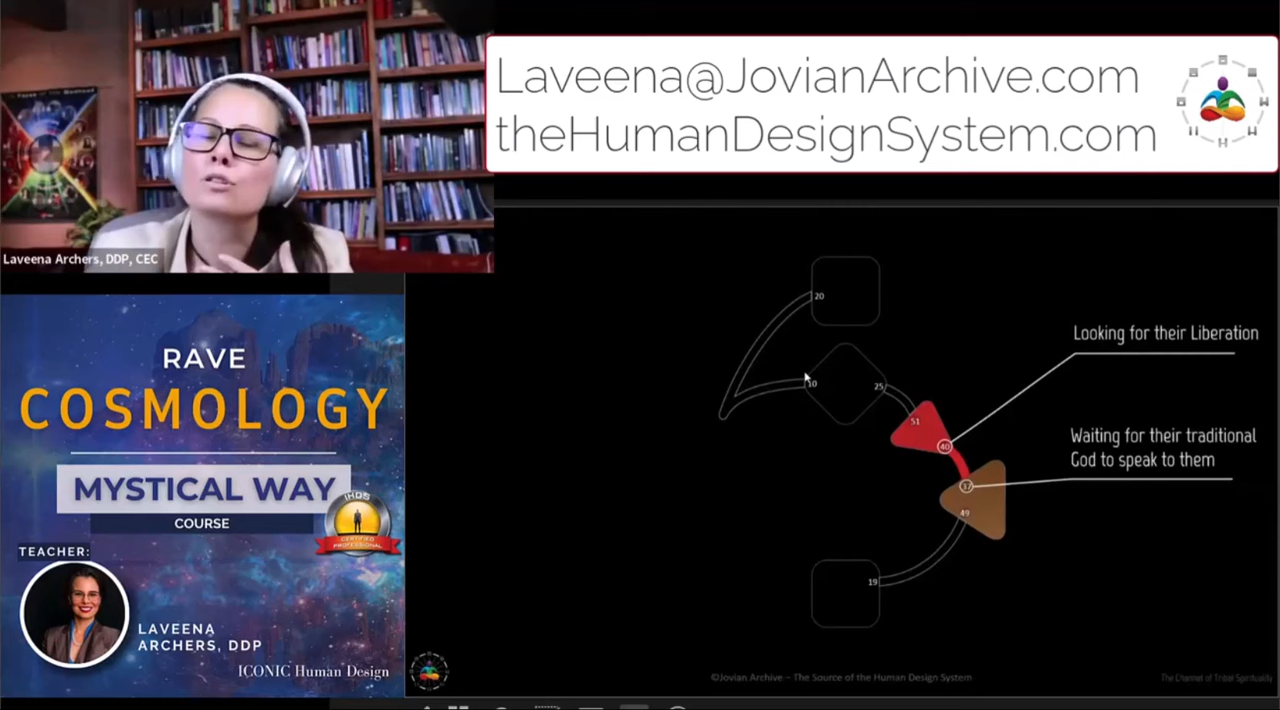 Laveena@JovianArchive.com
theHumanDesignSystem.com
Laveena Archers, DDP, CEC
RAVE
COSMOLOGY
MYSTICAL WAY
COURSE
IHDS
CERTIFIED
PROFESSIONAL
TEACHER:
LAVEENA
ARCHERS, DDP
ICONIC Human Design
20
10
25
51
40
37
49
19
Looking for their Liberation
Waiting for their traditional
God to speak to them
©Jovian Archive – The Source of the Human Design System
The Channel of Tribal Spirituality